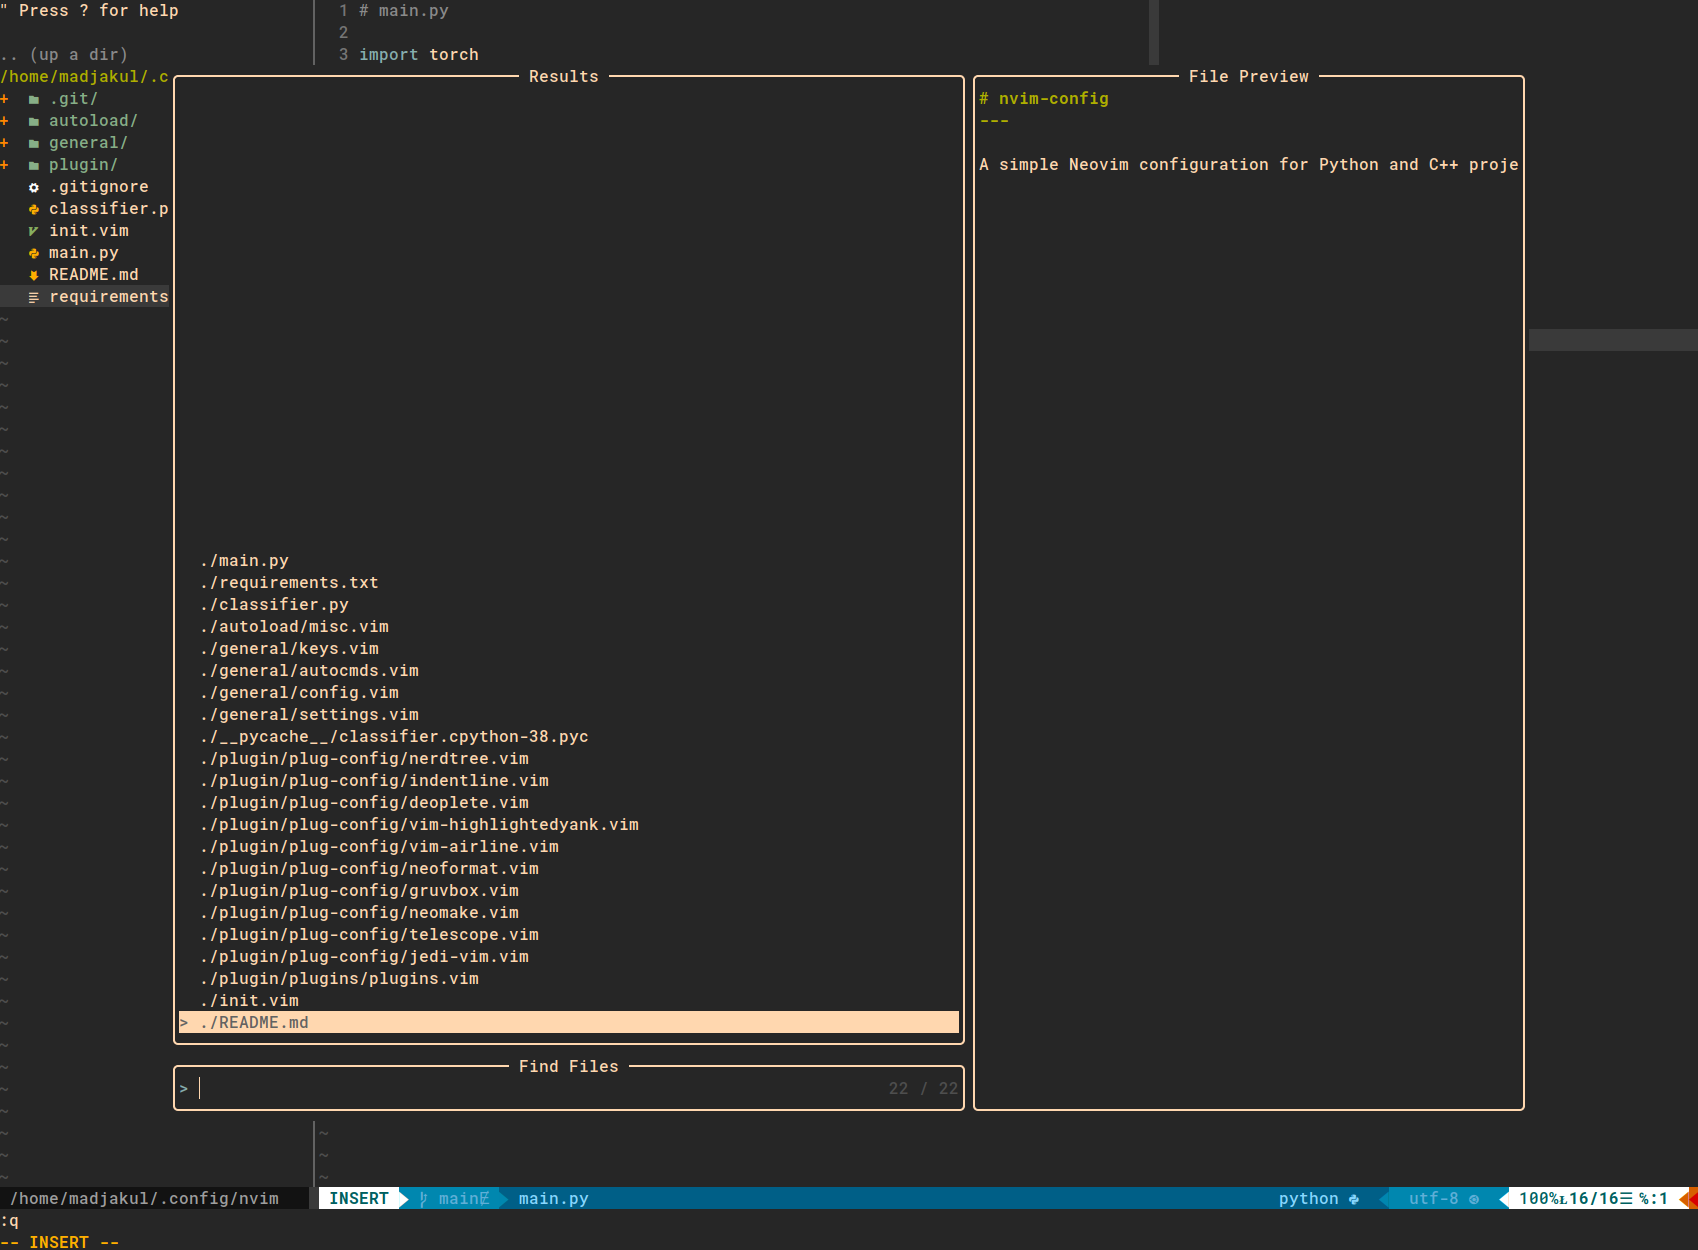 " Press ? for help
.. (up a dir)
/home/madjakul/.c
+ .git/
+ autoload/
+ general/
+ plugin/
.gitignore
classifier.p
init.vim
main.py
README.md
requirements
1 # main.py
2
3 import torch
Results
./main.py
./requirements.txt
./classifier.py
./autoload/misc.vim
./general/keys.vim
./general/autocmds.vim
./general/config.vim
./general/settings.vim
./__pycache__/classifier.cpython-38.pyc
./plugin/plug-config/nerdtree.vim
./plugin/plug-config/indentline.vim
./plugin/plug-config/deoplete.vim
./plugin/plug-config/vim-highlightedyank.vim
./plugin/plug-config/vim-airline.vim
./plugin/plug-config/neoformat.vim
./plugin/plug-config/gruvbox.vim
./plugin/plug-config/neomake.vim
./plugin/plug-config/telescope.vim
./plugin/plug-config/jedi-vim.vim
./plugin/plugins/plugins.vim
./init.vim
> ./README.md
Find Files
> 22 / 22
File Preview
# nvim-config
---
A simple Neovim configuration for Python and C++ proje
/home/madjakul/.config/nvim INSERT main main.py python utf-8 100% 16/16☰ %:1
:q
-- INSERT --